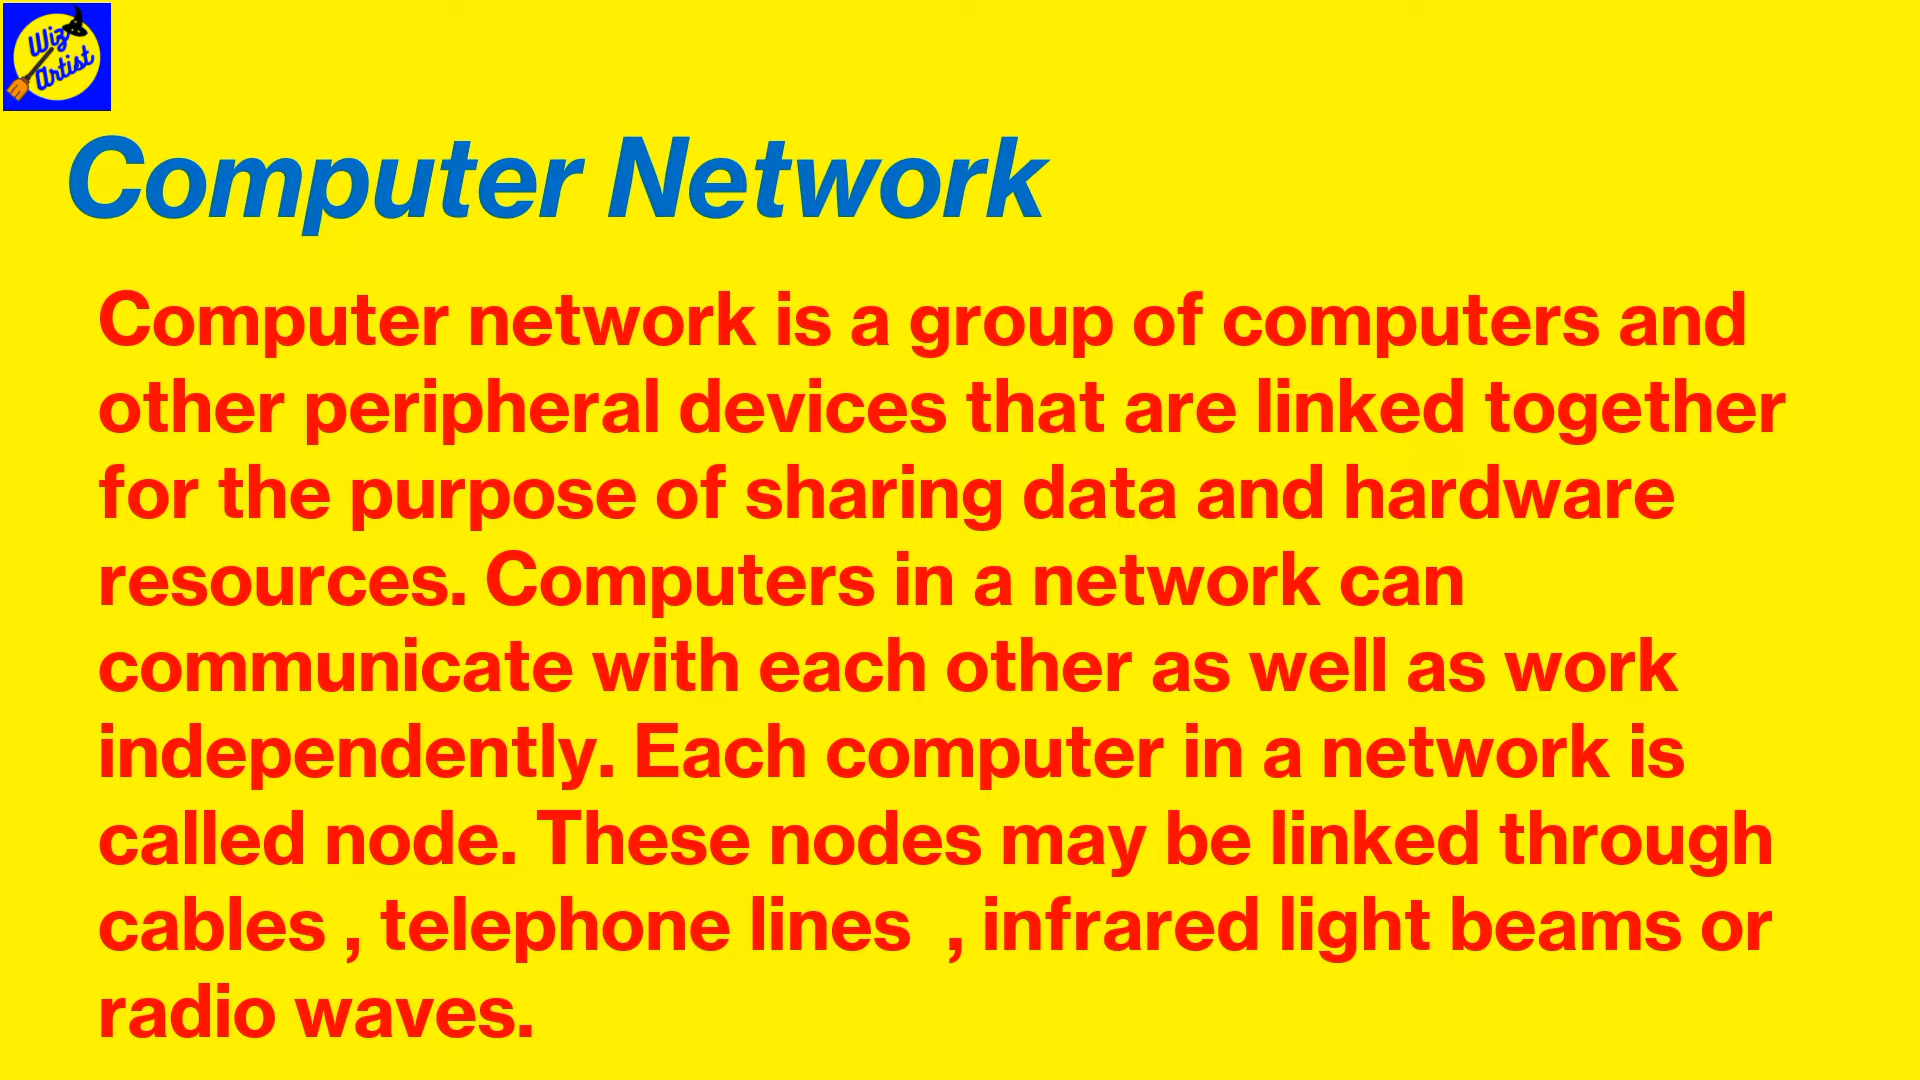 Wiz
Artist
Computer Network
Computer network is a group of computers and
other peripheral devices that are linked together
for the purpose of sharing data and hardware
resources. Computers in a network can
communicate with each other as well as work
independently. Each computer in a network is
called node. These nodes may be linked through
cables , telephone lines  , infrared light beams or
radio waves.